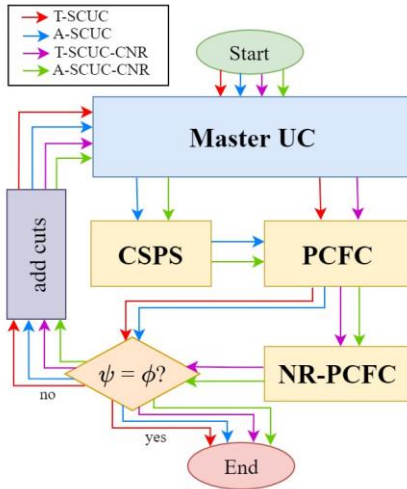 T-SCUC
A-SCUC
T-SCUC-CNR
A-SCUC-CNR
Start
Master UC
CSPS
PCFC
add cuts
ψ = ϕ?
NR-PCFC
no
yes
End